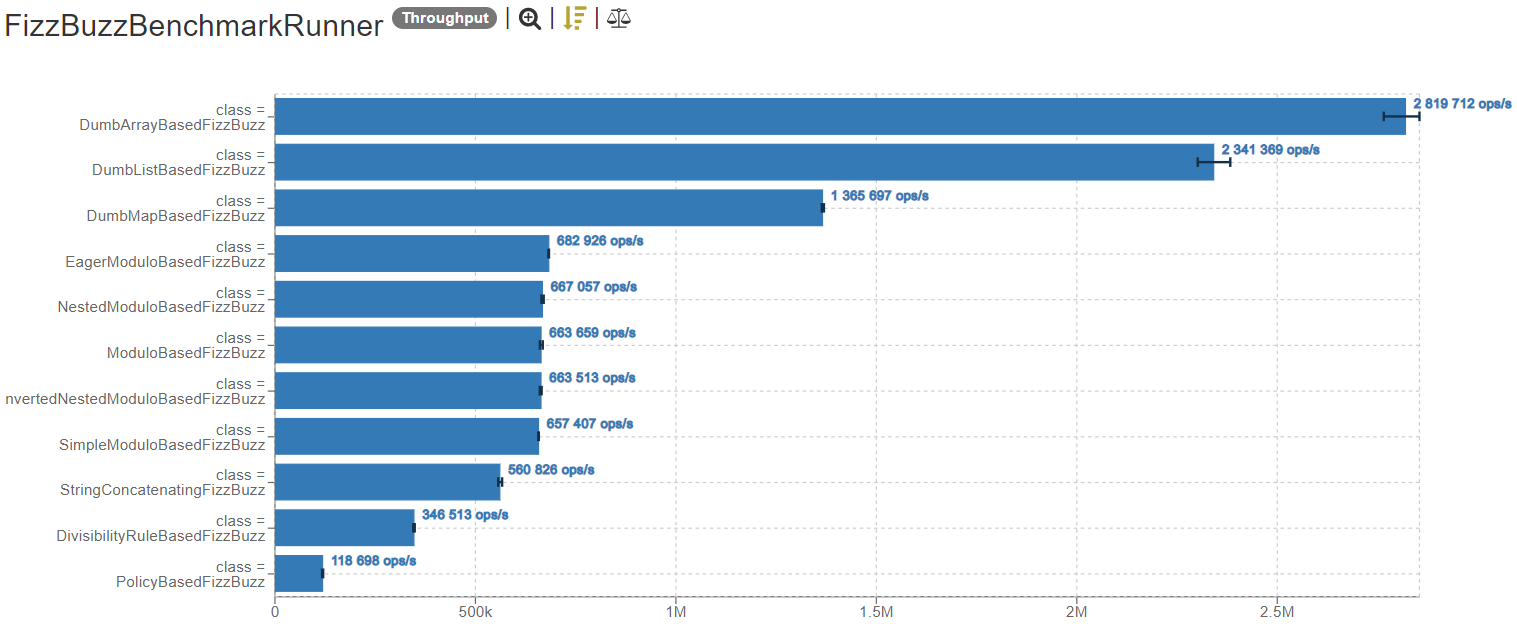 FizzBuzzBenchmarkRunner Throughput
class =
DumbArrayBasedFizzBuzz
2 819 712 ops/s
class =
DumbListBasedFizzBuzz
2 341 369 ops/s
class =
DumbMapBasedFizzBuzz
1 365 697 ops/s
class =
EagerModuloBasedFizzBuzz
682 926 ops/s
class =
NestedModuloBasedFizzBuzz
667 057 ops/s
class =
ModuloBasedFizzBuzz
663 659 ops/s
class =
nvertedNestedModuloBasedFizzBuzz
663 513 ops/s
class =
SimpleModuloBasedFizzBuzz
657 407 ops/s
class =
StringConcatenatingFizzBuzz
560 826 ops/s
class =
DivisibilityRuleBasedFizzBuzz
346 513 ops/s
class =
PolicyBasedFizzBuzz
118 698 ops/s
0 500k 1M 1.5M 2M 2.5M